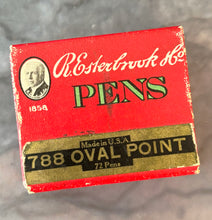 R. Esterbrook & Co
PENS
1858
Made in U.S.A
788 OVAL POINT
72 Pens